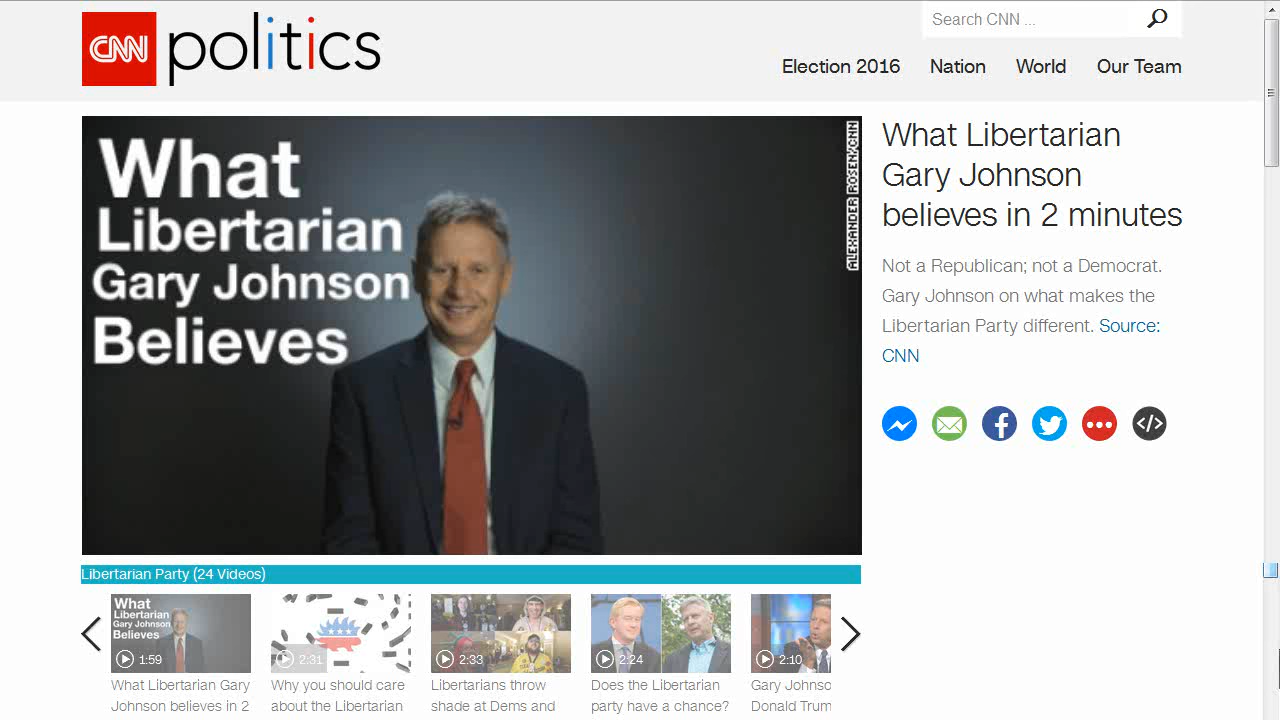 CNN politics
Search CNN ...
Election 2016 Nation World Our Team
What
Libertarian
Gary Johnson
Believes
ALEXANDER ROSEN/CNN
What Libertarian
Gary Johnson
believes in 2 minutes
Not a Republican; not a Democrat.
Gary Johnson on what makes the
Libertarian Party different. Source:
CNN
Libertarian Party (24 Videos)
What
Libertarian
Gary Johnson
Believes
1:59
2:31
2:33
2:24
2:10
What Libertarian Gary
Johnson believes in 2
Why you should care
about the Libertarian
Libertarians throw
shade at Dems and
Does the Libertarian
party have a chance?
Gary Johnsc
Donald Trum